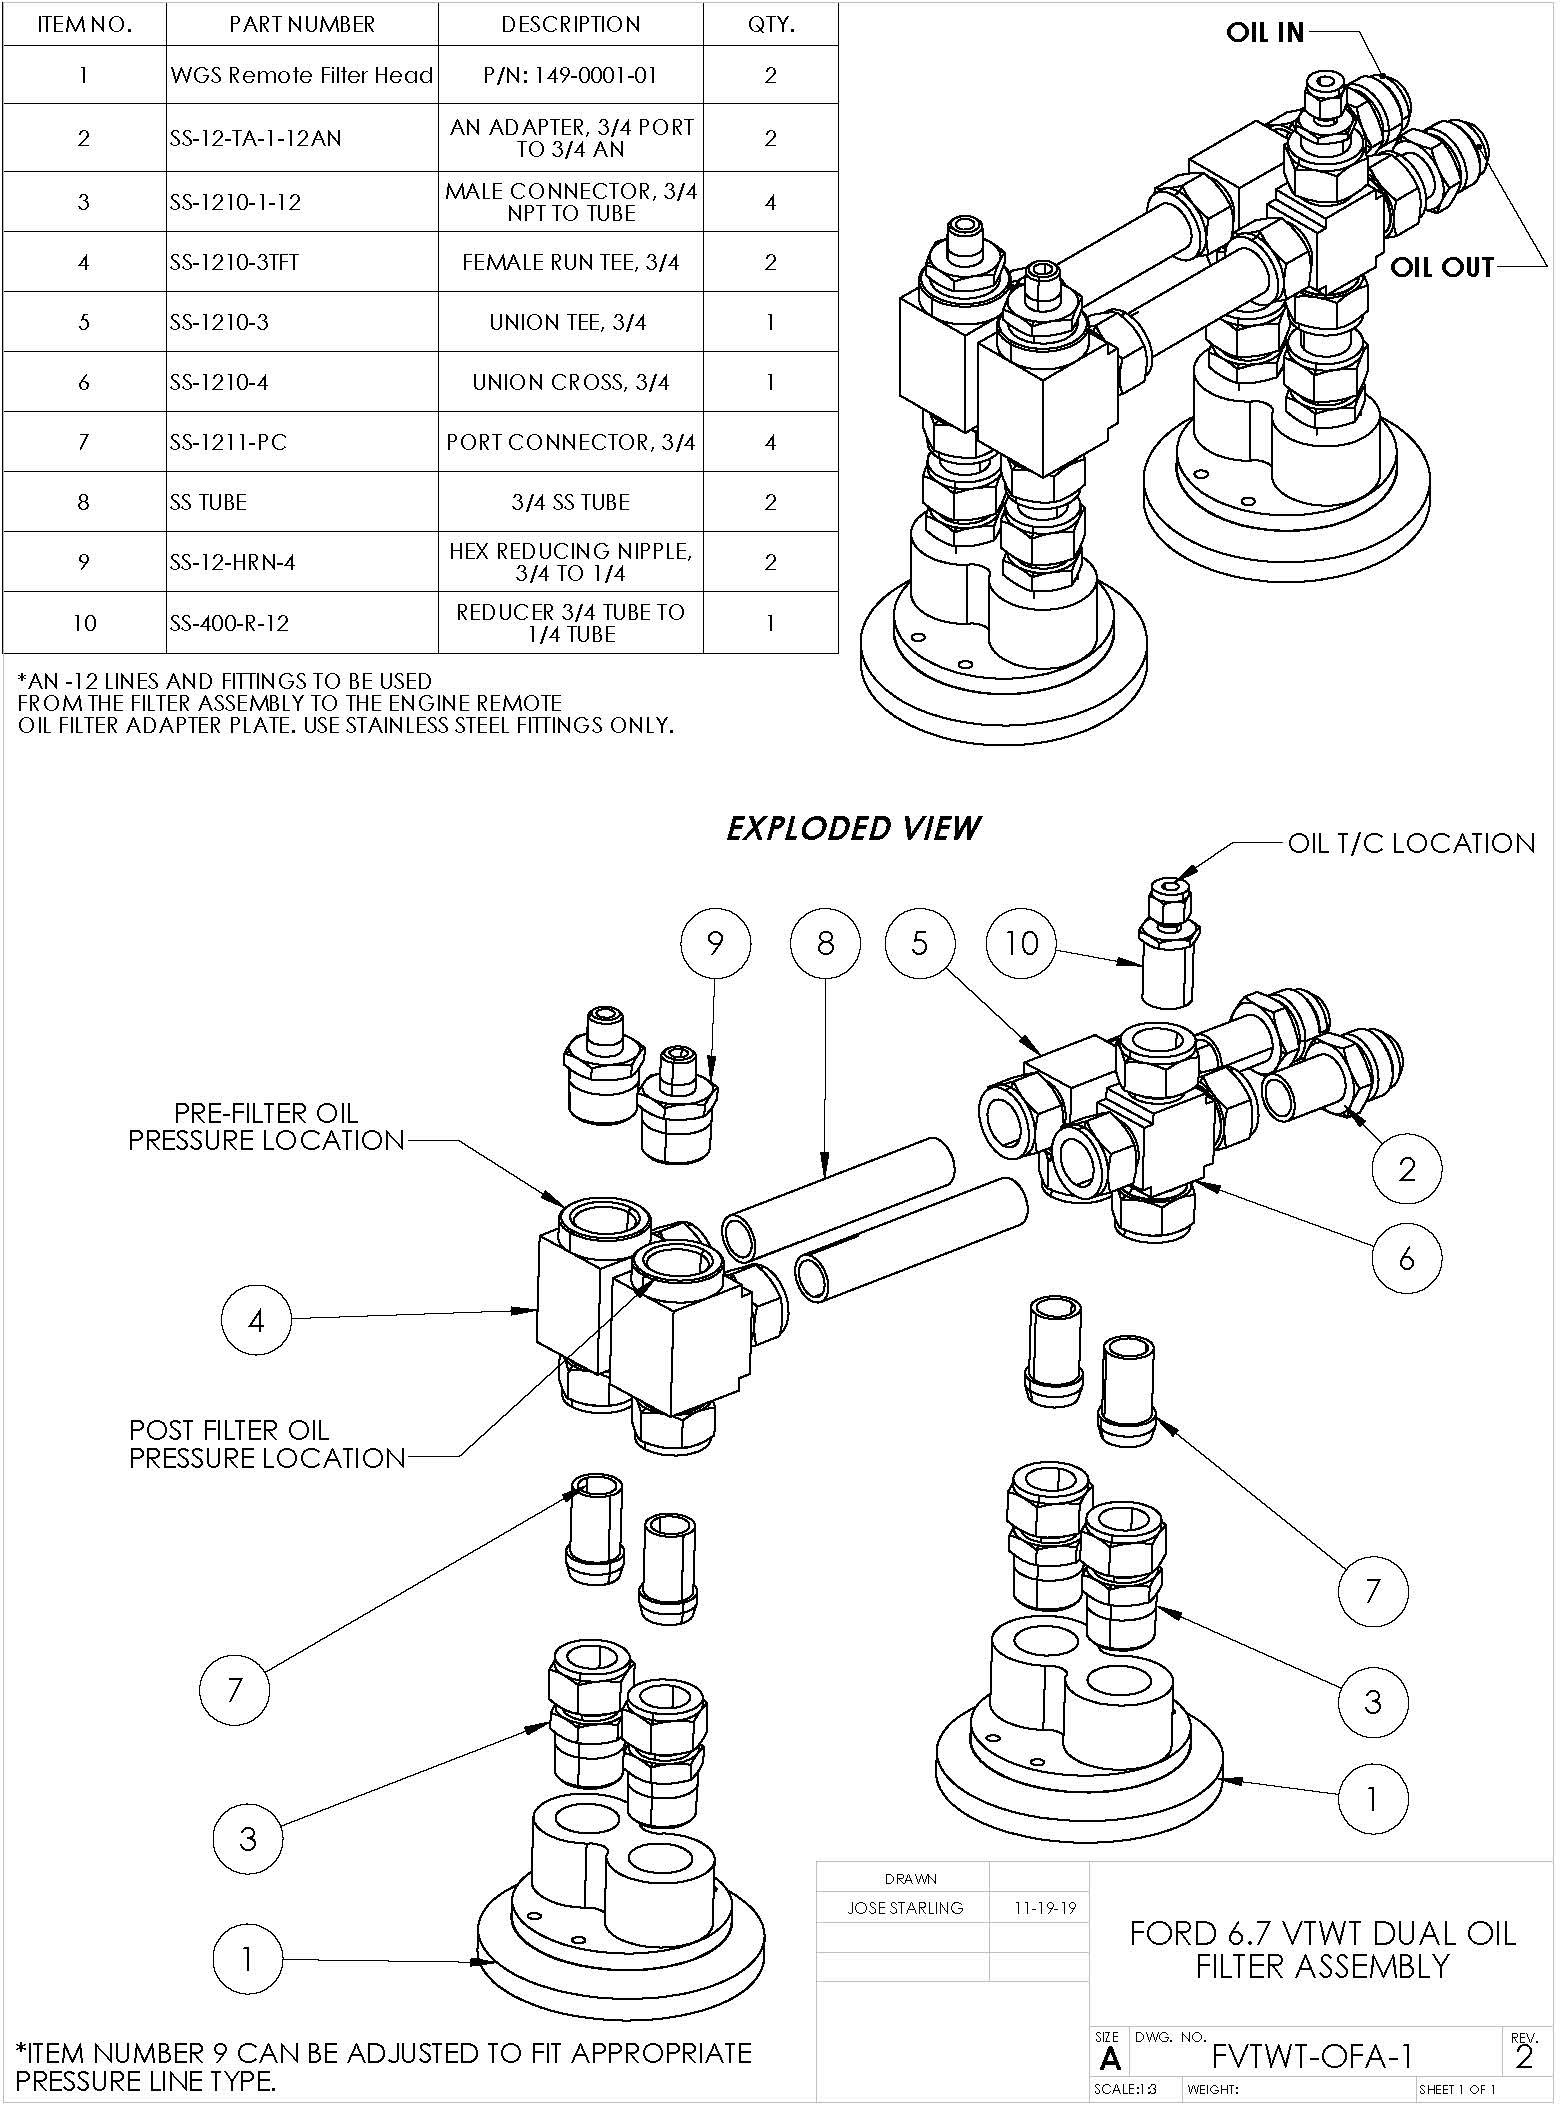 ITEM NO. PART NUMBER DESCRIPTION QTY.
1 WGS Remote Filter Head P/N: 149-0001-01 2
2 SS-12-TA-1-12AN AN ADAPTER, 3/4 PORT
TO 3/4 AN 2
3 SS-1210-1-12 MALE CONNECTOR, 3/4
NPT TO TUBE 4
4 SS-1210-3TFT FEMALE RUN TEE, 3/4 2
5 SS-1210-3 UNION TEE, 3/4 1
6 SS-1210-4 UNION CROSS, 3/4 1
7 SS-1211-PC PORT CONNECTOR, 3/4 4
8 SS TUBE 3/4 SS TUBE 2
9 SS-12-HRN-4 HEX REDUCING NIPPLE,
3/4 TO 1/4 2
10 SS-400-R-12 REDUCER 3/4 TUBE TO
1/4 TUBE 1
*AN -12 LINES AND FITTINGS TO BE USED
FROM THE FILTER ASSEMBLY TO THE ENGINE REMOTE
OIL FILTER ADAPTER PLATE. USE STAINLESS STEEL FITTINGS ONLY.
OIL IN
OIL OUT
EXPLODED VIEW
OIL T/C LOCATION
9
8
5
10
PRE-FILTER OIL
PRESSURE LOCATION
2
6
4
POST FILTER OIL
PRESSURE LOCATION
7
7
3
3
1
1
DRAWN
JOSE STARLING 11-19-19
FORD 6.7 VTWT DUAL OIL
FILTER ASSEMBLY
SIZE
A
DWG. NO.
FVTWT-OFA-1
REV.
2
SCALE:1:3 WEIGHT: SHEET 1 OF 1
*ITEM NUMBER 9 CAN BE ADJUSTED TO FIT APPROPRIATE
PRESSURE LINE TYPE.